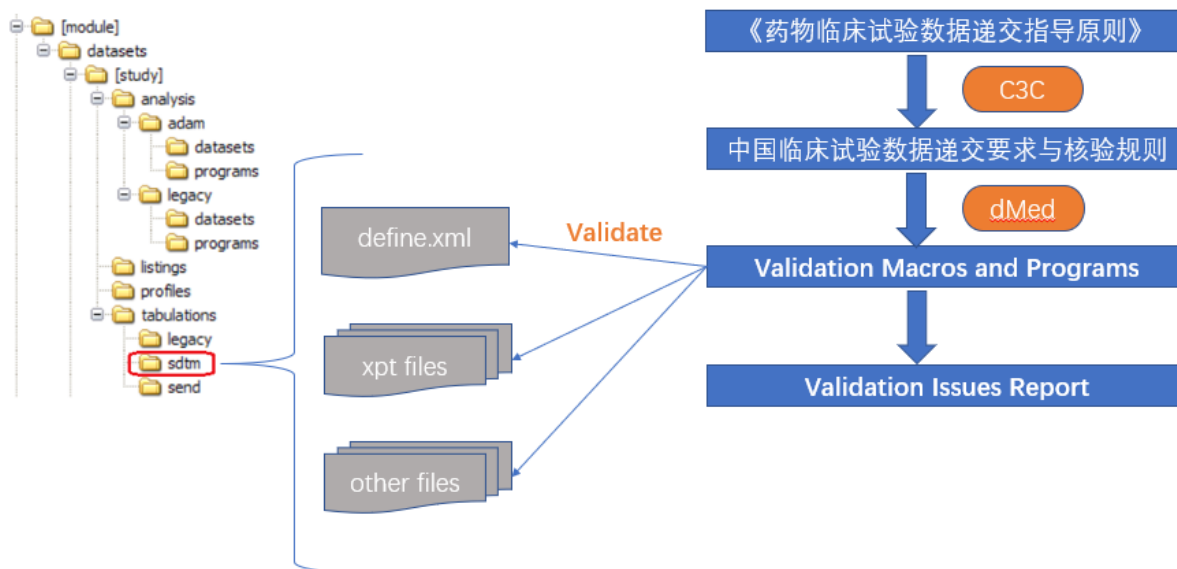 [module]
datasets
[study]
analysis
adam
datasets
programs
legacy
datasets
programs
listings
profiles
tabulations
legacy
sdtm
send
define.xml
xpt files
other files
Validate
《药物临床试验数据递交指导原则》
C3C
中国临床试验数据递交要求与核验规则
dMed
Validation Macros and Programs
Validation Issues Report